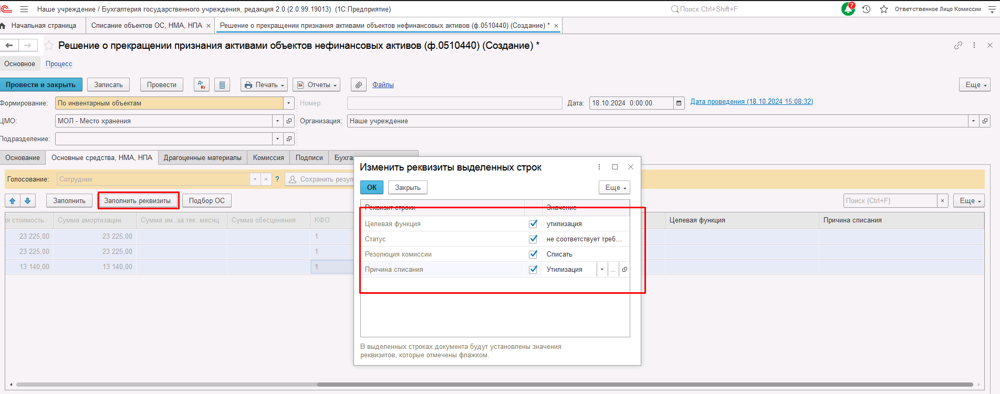 Наше учреждение / Бухгалтерия государственного учреждения, редакция 2.0 (2.0.99.19013) (1С:Предприятие)
Поиск Ctrl+Shift+F
7
Ответственное Лицо Комиссии
Начальная страница
Списание объектов ОС, НМА, НПА ×
Решение о прекращении признания активами объектов нефинансовых активов (ф.0510440) (Создание) * ×
Решение о прекращении признания активами объектов нефинансовых активов (ф.0510440) (Создание) *
Основное Процесс
Провести и закрыть Записать Провести Дт Кт Печать Отчеты Файлы Еще
Формирование: По инвентарным объектам Номер: Дата: 18.10.2024 0:00:00 Дата проведения (18.10.2024 15:08:32)
ЦМО: МОЛ - Место хранения Организация: Наше учреждение
Подразделение:
Основание Основные средства, НМА, НПА Драгоценные материалы Комиссия Подписи Бухга
Голосование: Сотрудник × ? Сохранить резул
Заполнить Заполнить реквизиты Подбор ОС Поиск (Ctrl+F) × Еще
я стоимость Сумма амортизации Сумма ам. за тек. месяц Сумма обесценения КФО Целевая функция Причина списания
23 225,00 23 225,00 1
23 225,00 23 225,00 1
13 140,00 13 140,00 1
Изменить реквизиты выделенных строк
ОК Закрыть Еще
Реквизит строки Значение
Целевая функция утилизация
Статус не соответствует треб...
Резолюция комиссии Списать
Причина списания Утилизация ...
В выделенных строках документа будут установлены значения
реквизитов, которые отмечены флажком.